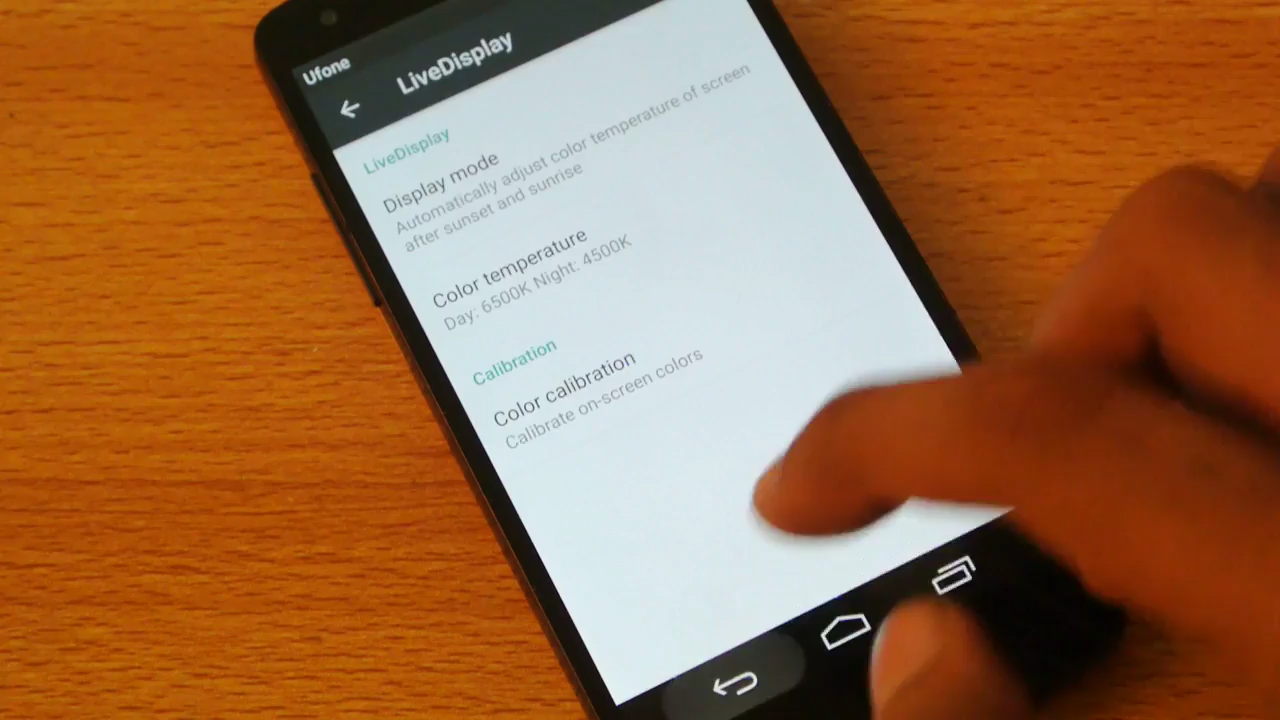 Ufone
LiveDisplay
LiveDisplay
Display mode
Automatically adjust color temperature of screen
after sunset and sunrise
Color temperature
Day: 6500K Night: 4500K
Calibration
Color calibration
Calibrate on-screen colors